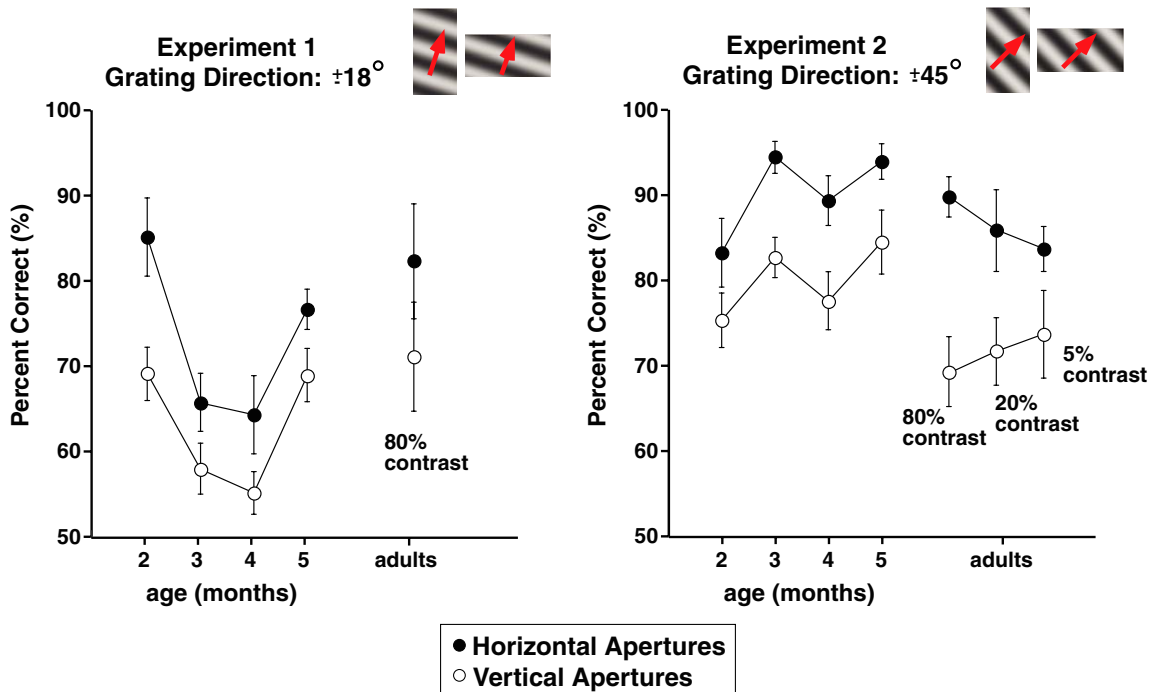 Experiment 1
Grating Direction: ±18°
Percent Correct (%)
100
90
80
70
60
50
80%
contrast
2 3 4 5 adults
age (months)
Experiment 2
Grating Direction: ±45°
Percent Correct (%)
100
90
80
70
60
50
5%
contrast
20%
contrast
80%
contrast
2 3 4 5 adults
age (months)
Horizontal Apertures
Vertical Apertures